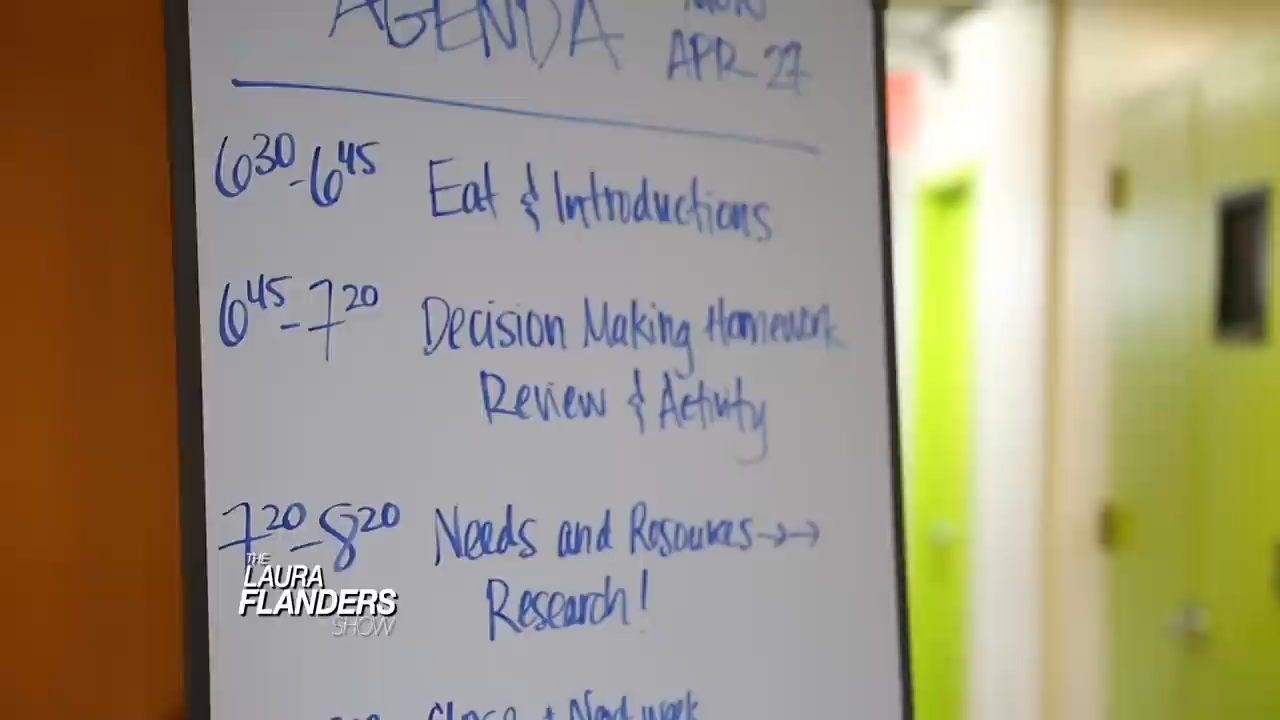 AGENDA
APR 27
6³⁰-6⁴⁵ Eat & Introductions
6⁴⁵-7²⁰ Decision Making Homework
Review & Activity
7²⁰-8²⁰ Needs and Resources→→
Research!
THE
LAURA
FLANDERS
SHOW